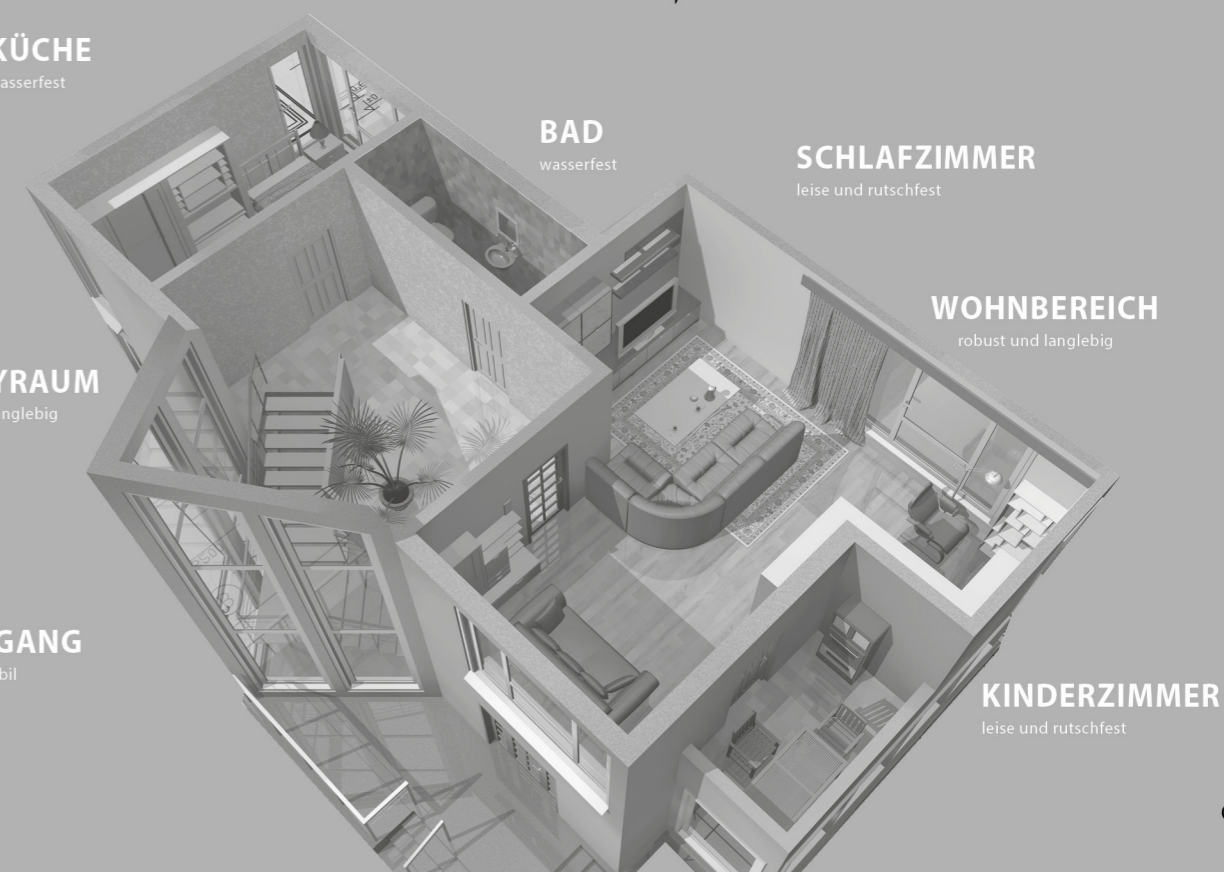 KÜCHE
asserfest
BAD
wasserfest
SCHLAFZIMMER
leise und rutschfest
WOHNBEREICH
robust und langlebig
YRAUM
nglebig
GANG
bil
KINDERZIMMER
leise und rutschfest